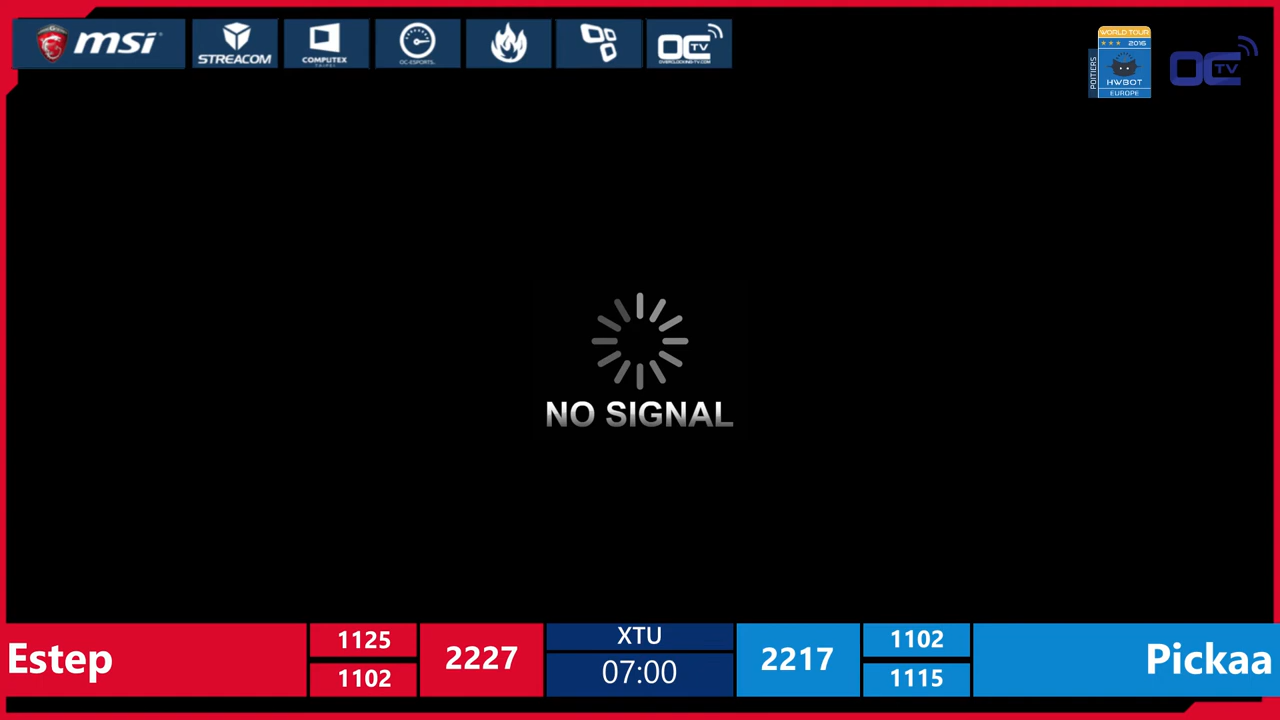 msi
STREACOM
COMPUTEX
TAIPEI
OC-ESPORTS
OC TV
OVERCLOCKING-TV.COM
WORLD TOUR
2016
POITIERS
HWBOT
EUROPE
OC TV
NO SIGNAL
Estep
1125
1102
2227
XTU
07:00
2217
1102
1115
Pickaa